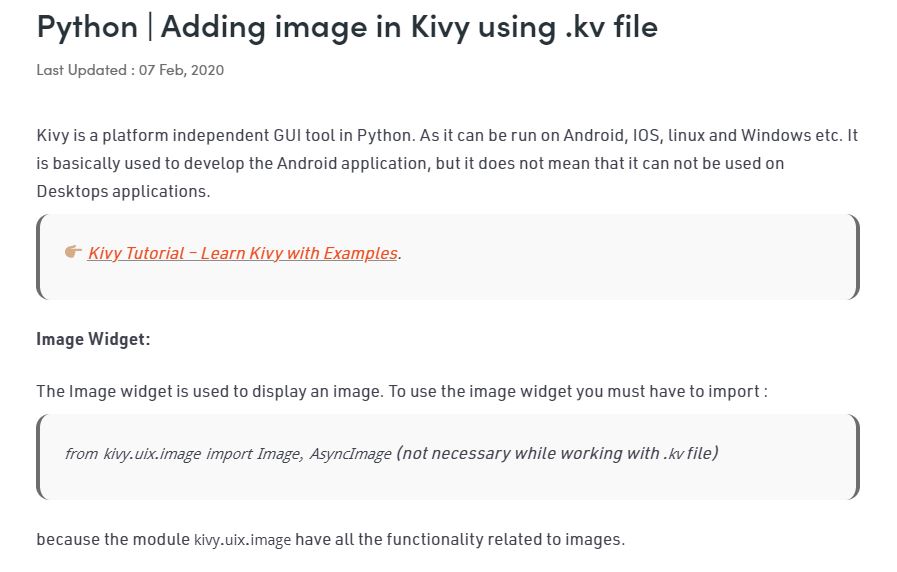 Python | Adding image in Kivy using .kv file
Last Updated : 07 Feb, 2020
Kivy is a platform independent GUI tool in Python. As it can be run on Android, IOS, linux and Windows etc. It
is basically used to develop the Android application, but it does not mean that it can not be used on
Desktops applications.
Kivy Tutorial – Learn Kivy with Examples.
Image Widget:
The Image widget is used to display an image. To use the image widget you must have to import :
from kivy.uix.image import Image, AsyncImage (not necessary while working with .kv file)
because the module kivy.uix.image have all the functionality related to images.